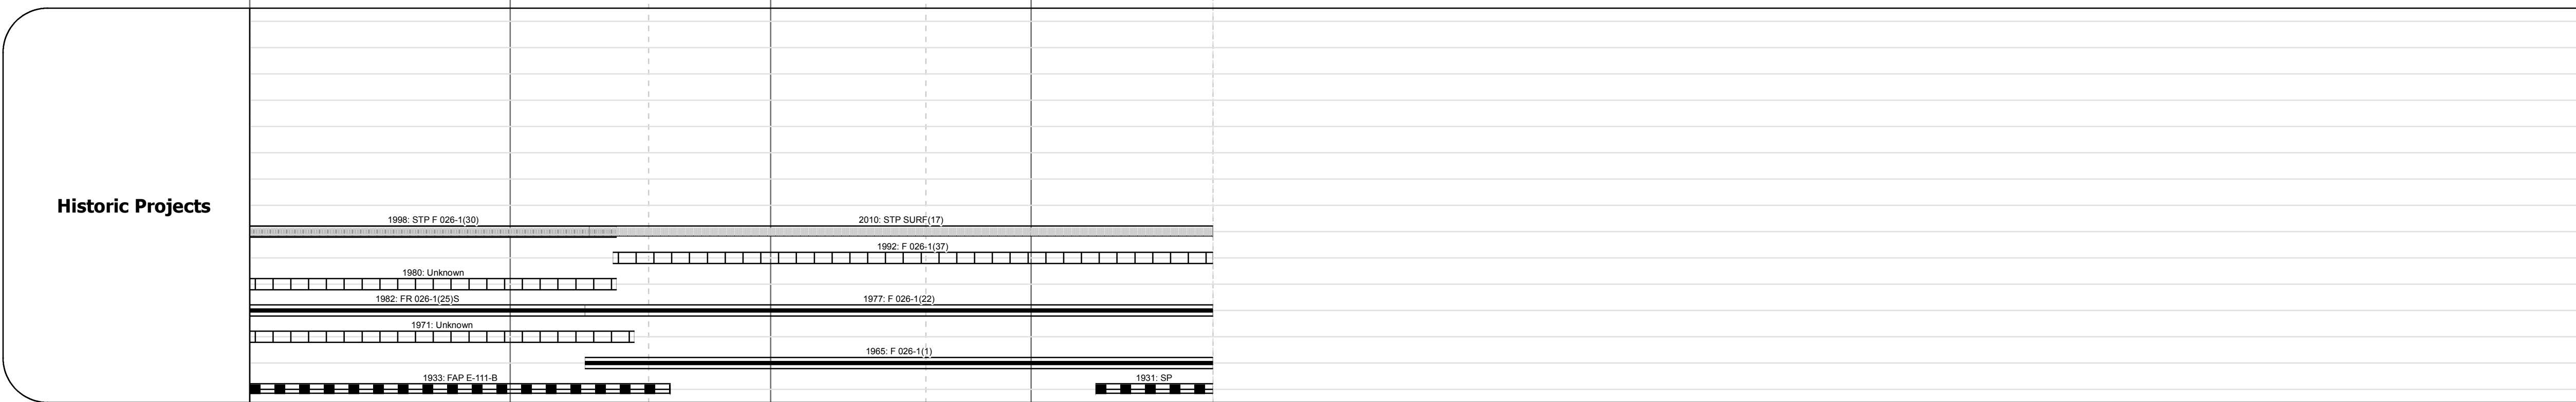 Historic Projects
1998: STP F 026-1(30)
2010: STP SURF(17)
1992: F 026-1(37)
1980: Unknown
1982: FR 026-1(25)S
1977: F 026-1(22)
1971: Unknown
1965: F 026-1(1)
1933: FAP E-111-B
1931: SP